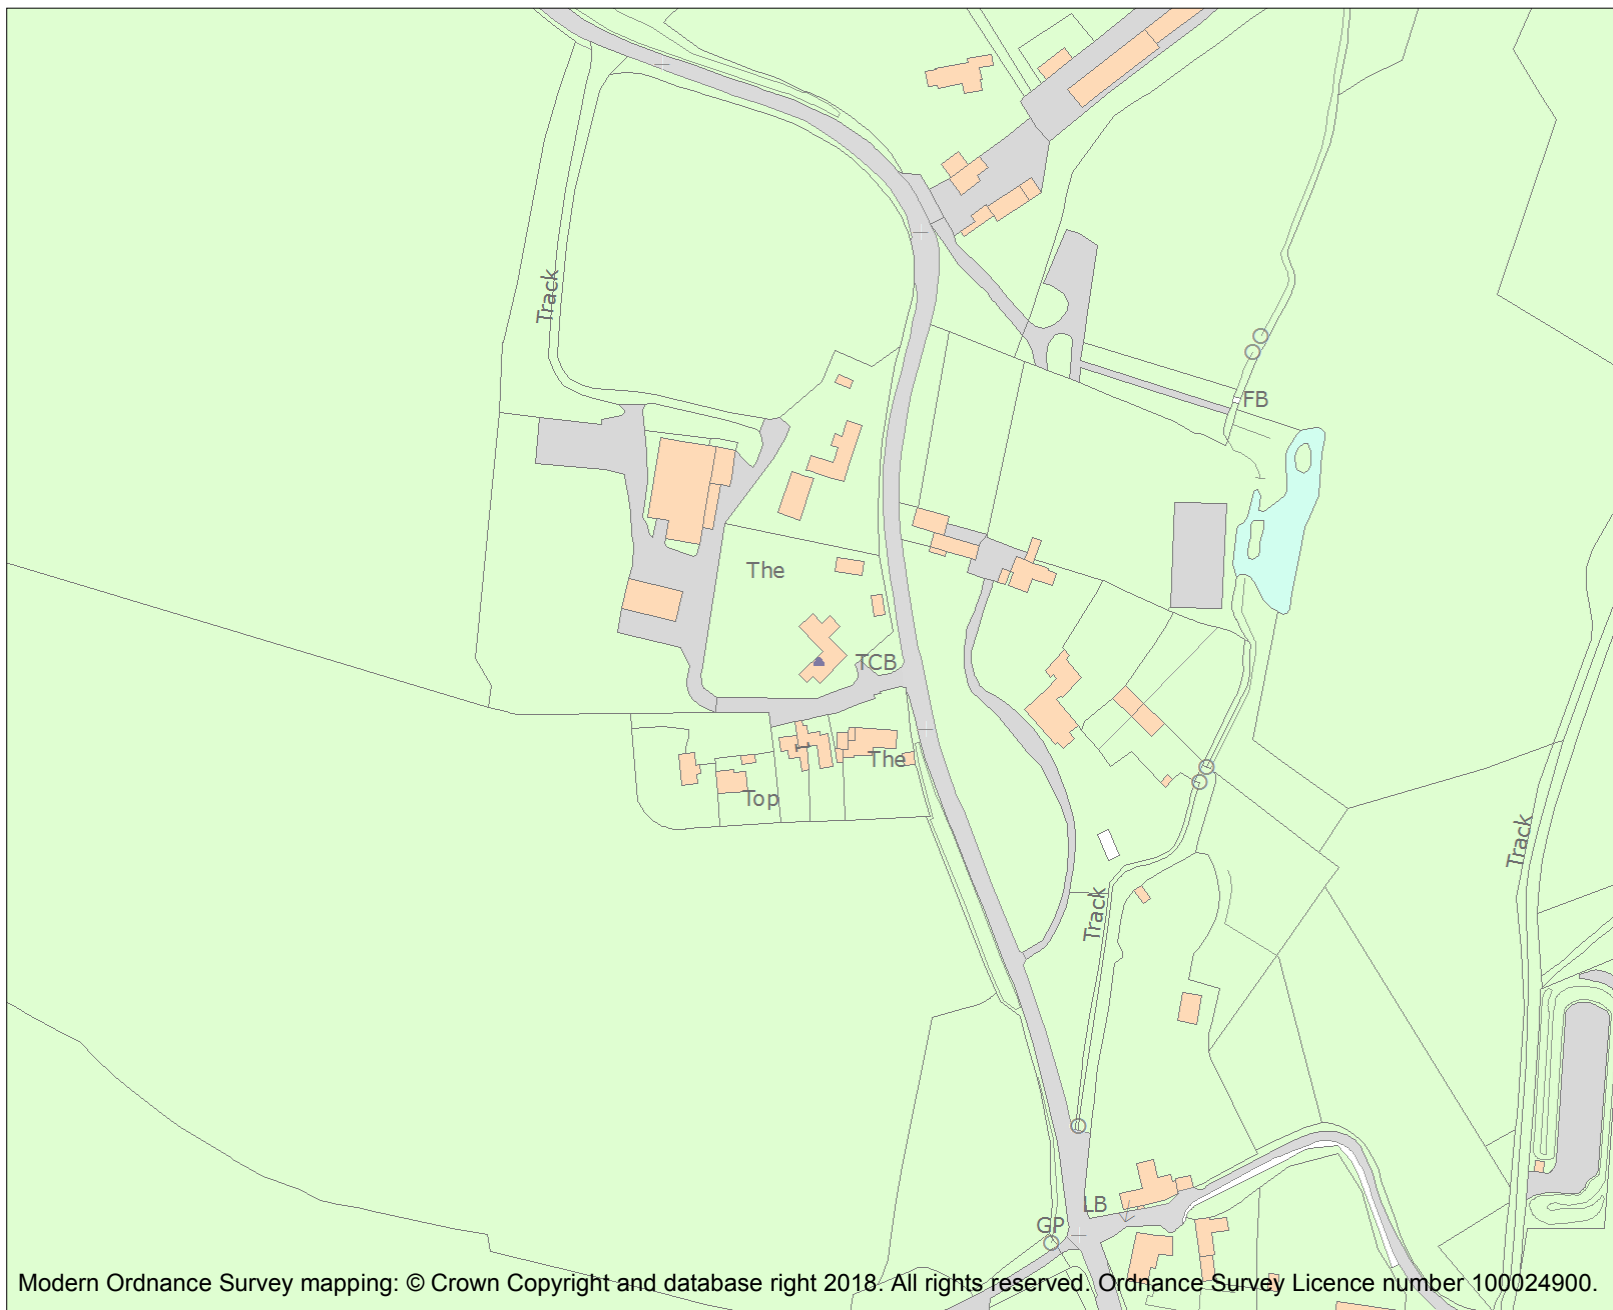 Track
FB
The
TCB
1
The
Top
Track
Track
LB
GP
Modern Ordnance Survey mapping: © Crown Copyright and database right 2018. All rights reserved. Ordnance Survey Licence number 100024900.